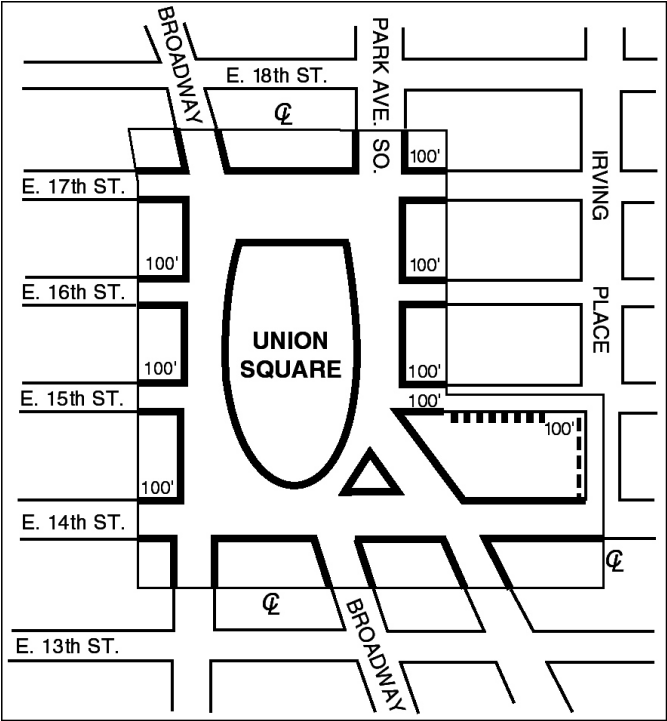 BROADWAY
PARK AVE. SO.
E. 18th ST.
℄
100'
E. 17th ST.
IRVING PLACE
100'
100'
E. 16th ST.
UNION
SQUARE
100'
100'
E. 15th ST.
100'
100'
100'
E. 14th ST.
℄
℄
BROADWAY
E. 13th ST.